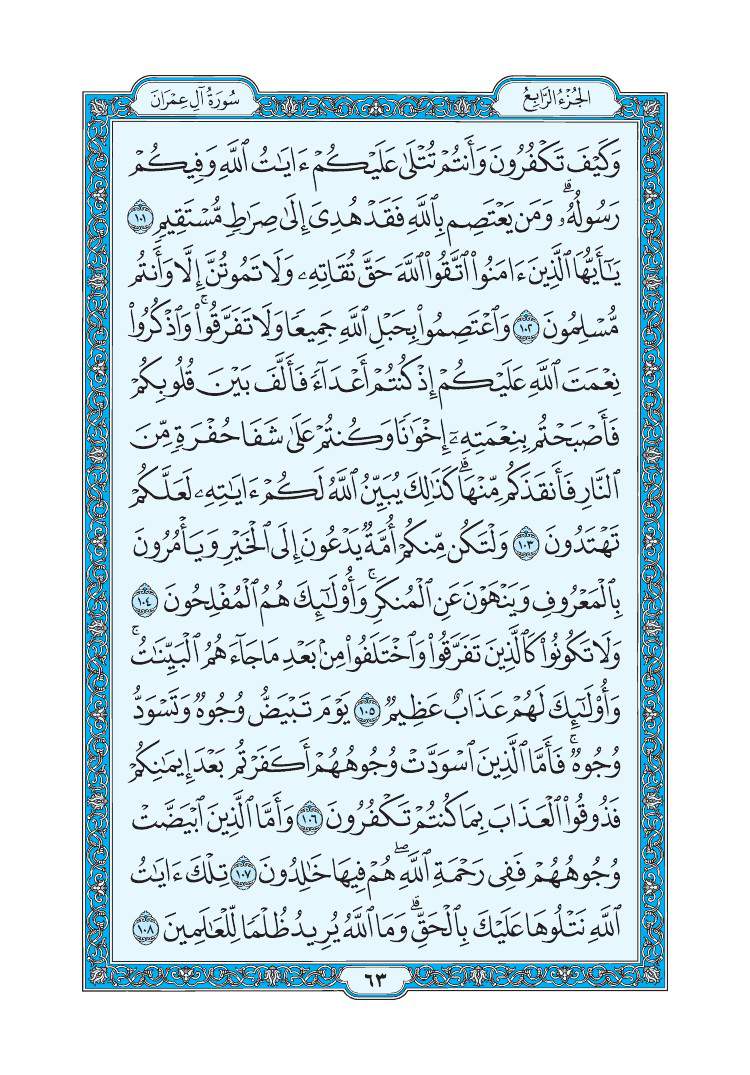 الجُزْءُ الرَّابِعُ
سُورَةُ آلِ عِمْرَانَ
وَكَيْفَ تَكْفُرُونَ وَأَنتُمْ تُتْلَىٰ عَلَيْكُمْ ءَايَٰتُ ٱللَّهِ وَفِيكُمْ
رَسُولُهُۥۗ وَمَن يَعْتَصِم بِٱللَّهِ فَقَدْ هُدِىَ إِلَىٰ صِرَٰطٍ مُّسْتَقِيمٍ ١٠١
يَٰٓأَيُّهَا ٱلَّذِينَ ءَامَنُوا۟ ٱتَّقُوا۟ ٱللَّهَ حَقَّ تُقَاتِهِۦ وَلَا تَمُوتُنَّ إِلَّا وَأَنتُم
مُّسْلِمُونَ ١٠٢ وَٱعْتَصِمُوا۟ بِحَبْلِ ٱللَّهِ جَمِيعًا وَلَا تَفَرَّقُوا۟ۚ وَٱذْكُرُوا۟
نِعْمَتَ ٱللَّهِ عَلَيْكُمْ إِذْ كُنتُمْ أَعْدَآءً فَأَلَّفَ بَيْنَ قُلُوبِكُمْ
فَأَصْبَحْتُم بِنِعْمَتِهِۦٓ إِخْوَٰنًا وَكُنتُمْ عَلَىٰ شَفَا حُفْرَةٍ مِّنَ
ٱلنَّارِ فَأَنقَذَكُم مِّنْهَاۗ كَذَٰلِكَ يُبَيِّنُ ٱللَّهُ لَكُمْ ءَايَٰتِهِۦ لَعَلَّكُمْ
تَهْتَدُونَ ١٠٣ وَلْتَكُن مِّنكُمْ أُمَّةٌ يَدْعُونَ إِلَى ٱلْخَيْرِ وَيَأْمُرُونَ
بِٱلْمَعْرُوفِ وَيَنْهَوْنَ عَنِ ٱلْمُنكَرِۚ وَأُو۟لَٰٓئِكَ هُمُ ٱلْمُفْلِحُونَ ١٠٤
وَلَا تَكُونُوا۟ كَٱلَّذِينَ تَفَرَّقُوا۟ وَٱخْتَلَفُوا۟ مِنۢ بَعْدِ مَا جَآءَهُمُ ٱلْبَيِّنَٰتُۚ
وَأُو۟لَٰٓئِكَ لَهُمْ عَذَابٌ عَظِيمٌ ١٠٥ يَوْمَ تَبْيَضُّ وُجُوهٌ وَتَسْوَدُّ
وُجُوهٌۚ فَأَمَّا ٱلَّذِينَ ٱسْوَدَّتْ وُجُوهُهُمْ أَكَفَرْتُم بَعْدَ إِيمَٰنِكُمْ
فَذُوقُوا۟ ٱلْعَذَابَ بِمَا كُنتُمْ تَكْفُرُونَ ١٠٦ وَأَمَّا ٱلَّذِينَ ٱبْيَضَّتْ
وُجُوهُهُمْ فَفِى رَحْمَةِ ٱللَّهِۖ هُمْ فِيهَا خَٰلِدُونَ ١٠٧ تِلْكَ ءَايَٰتُ
ٱللَّهِ نَتْلُوهَا عَلَيْكَ بِٱلْحَقِّۗ وَمَا ٱللَّهُ يُرِيدُ ظُلْمًا لِّلْعَٰلَمِينَ ١٠٨
٦٣